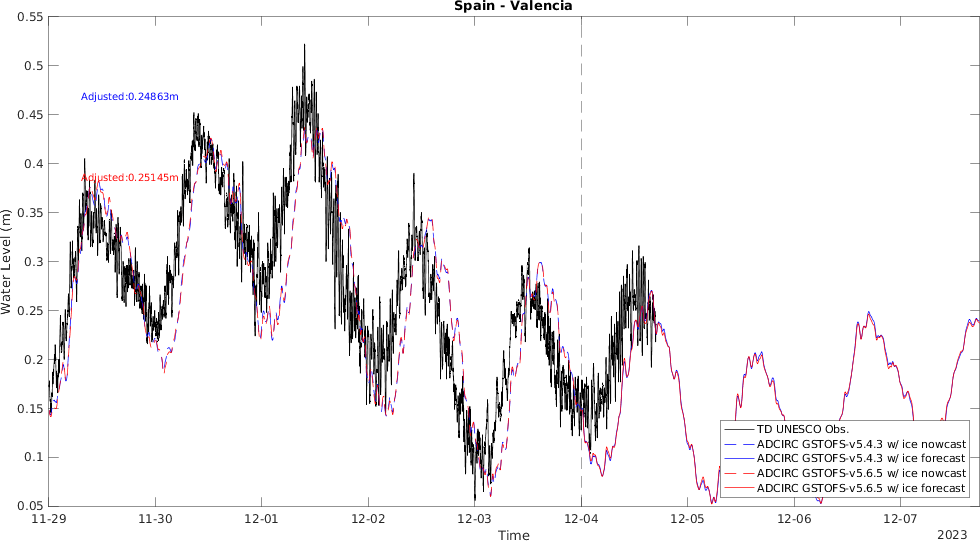 Spain - Valencia
0.55
0.5
0.45
0.4
0.35
0.3
0.25
0.2
0.15
0.1
0.05
Water Level (m)
Adjusted:0.24863m
Adjusted:0.25145m
TD UNESCO Obs.
ADCIRC GSTOFS-v5.4.3 w/ ice nowcast
ADCIRC GSTOFS-v5.4.3 w/ ice forecast
ADCIRC GSTOFS-v5.6.5 w/ ice nowcast
ADCIRC GSTOFS-v5.6.5 w/ ice forecast
11-29 11-30 12-01 12-02 12-03 12-04 12-05 12-06 12-07
Time
2023